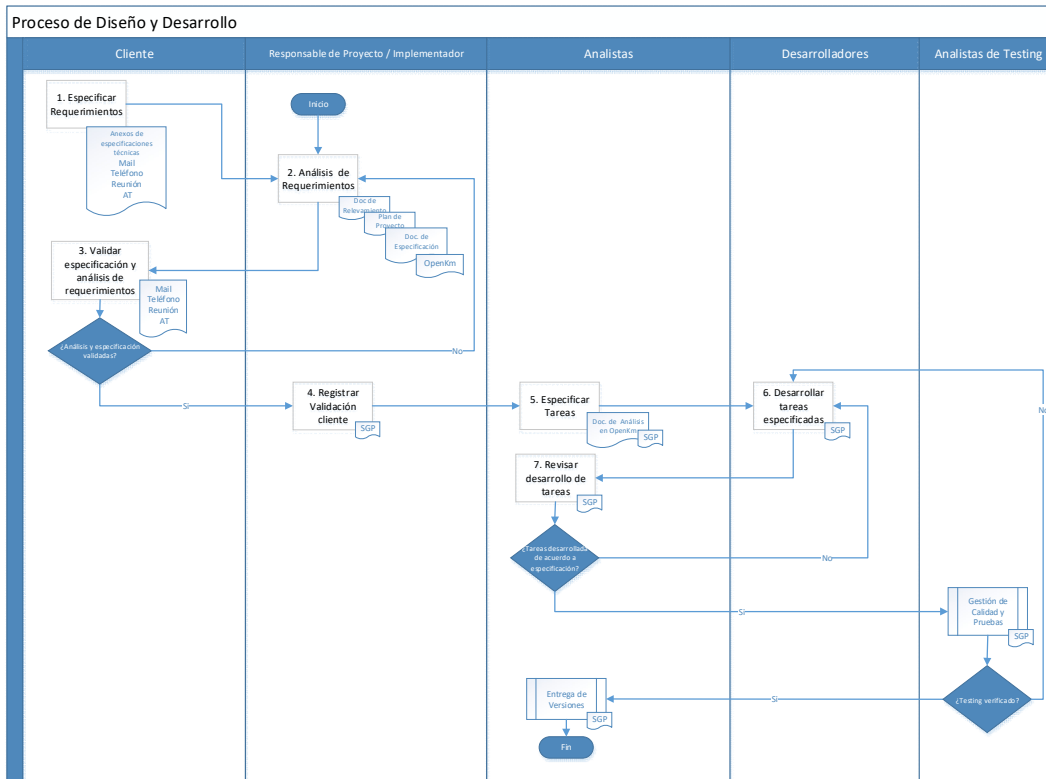 Proceso de Diseño y Desarrollo
Cliente
Responsable de Proyecto / Implementador
Analistas
Desarrolladores
Analistas de Testing
1. Especificar
Requerimientos
Anexos de
especificaciones
técnicas
Mail
Teléfono
Reunión
AT
Inicio
2. Análisis de
Requerimientos
Doc de
Relevamiento
Plan de
Proyecto
Doc. de
Especificación
OpenKm
3. Validar
especificación y
análisis de
requerimientos
Mail
Teléfono
Reunión
AT
¿Análisis y especificación
validadas?
No
Si
4. Registrar
Validación
cliente
SGP
5. Especificar
Tareas
Doc. de Análisis
en OpenKm
SGP
6. Desarrollar
tareas
especificadas
SGP
No
7. Revisar
desarrollo de
tareas
SGP
¿Tareas desarrollada
de acuerdo a
especificación?
No
Si
Gestión de
Calidad y
Pruebas
SGP
¿Testing verificado?
Si
Entrega de
Versiones
SGP
Fin